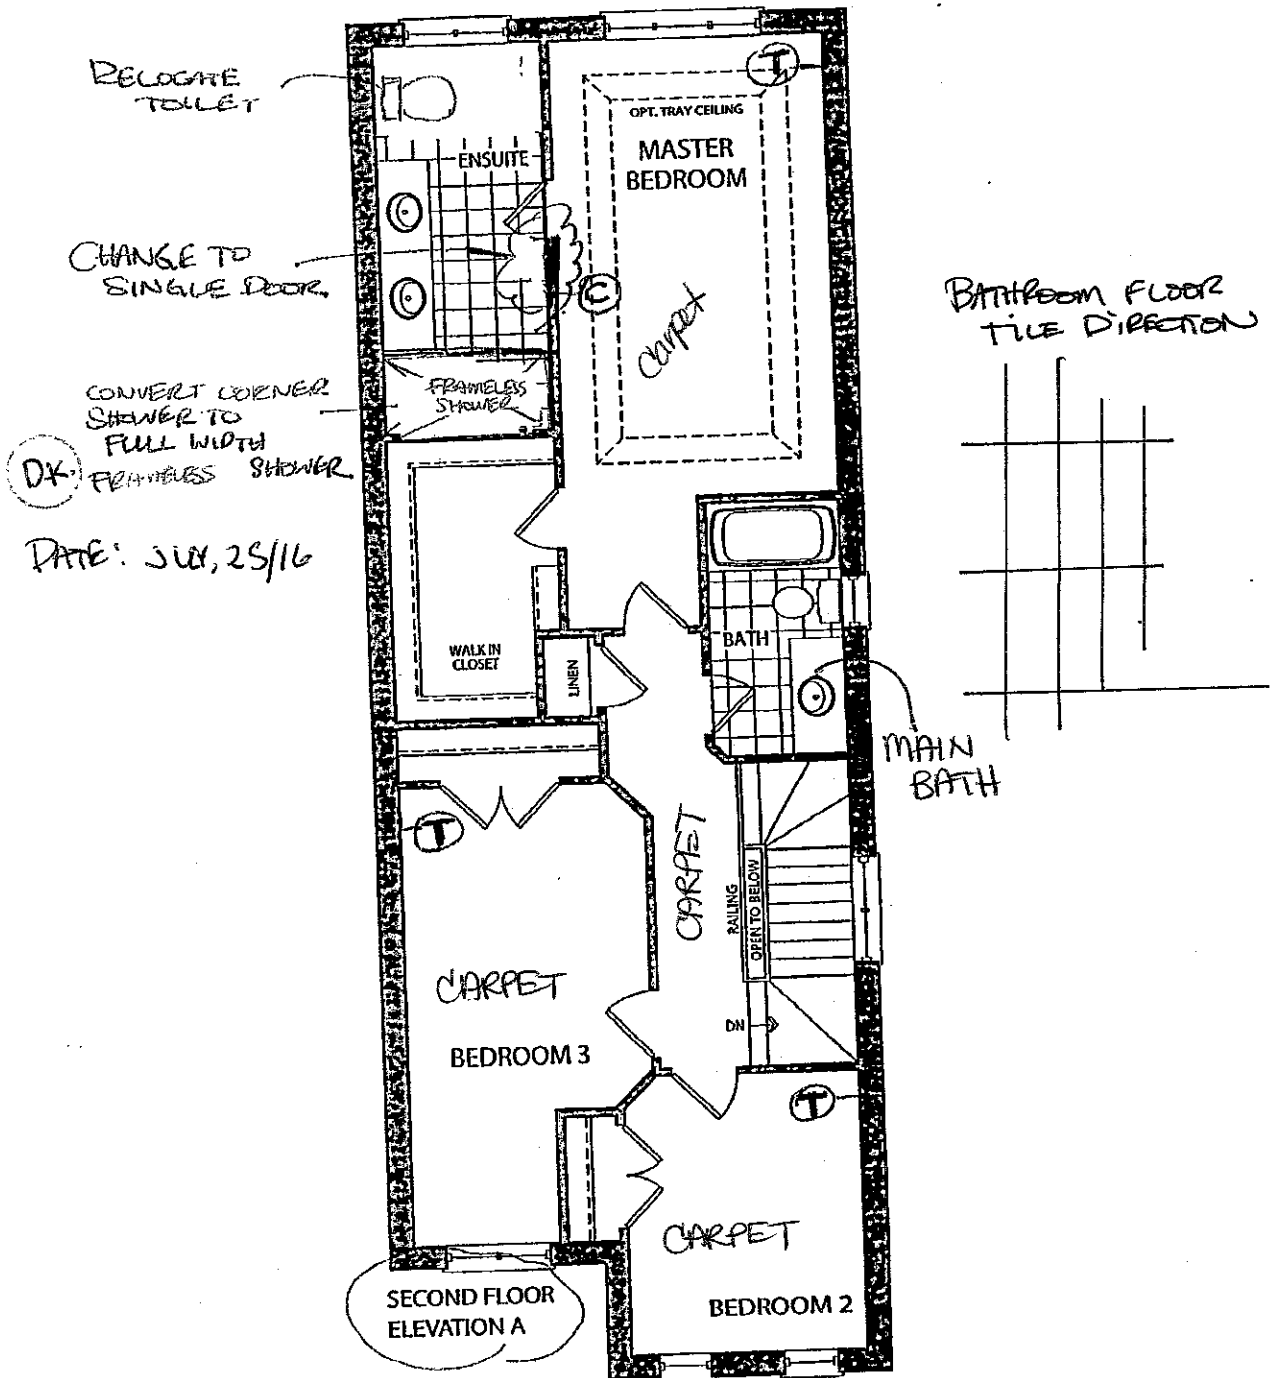 RELOCATE
TOILET
T
OPT. TRAY CEILING
MASTER
BEDROOM
ENSUITE
CHANGE TO
SINGLE DOOR.
C
Carpet
BATHROOM FLOOR
TILE DIRECTION
CONVERT CORNER
SHOWER TO
FULL WIDTH
FRAMELESS SHOWER
FRAMELESS
SHOWER
D.K.
DATE: JULY, 25/16
WALK IN
CLOSET
LINEN
BATH
MAIN
BATH
T
CARPET
RAILING
OPEN TO BELOW
DN
CARPET
BEDROOM 3
T
CARPET
BEDROOM 2
SECOND FLOOR
ELEVATION A